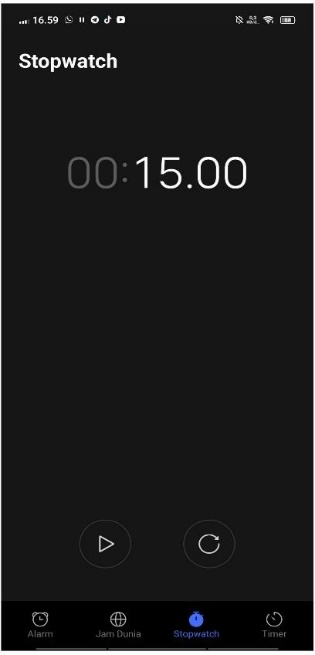 16.59
Stopwatch
00:15.00
Alarm
Jam Dunia
Stopwatch
Timer